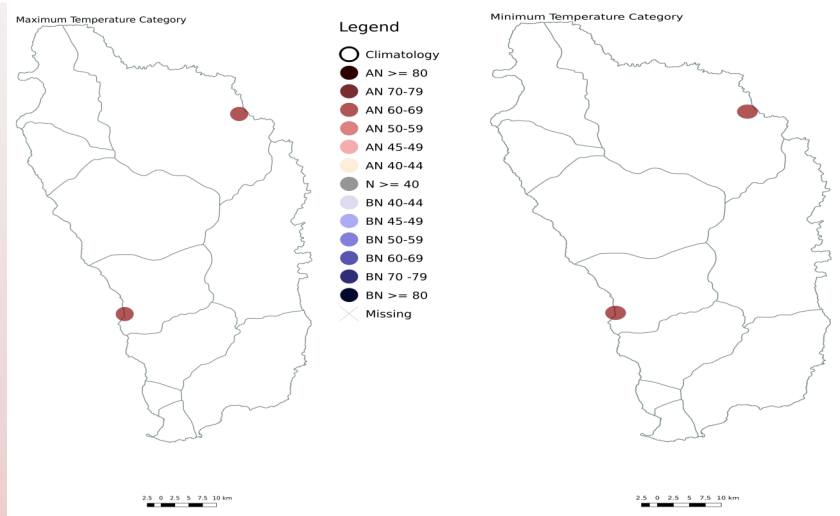 Maximum Temperature Category
Legend
Climatology
AN >= 80
AN 70-79
AN 60-69
AN 50-59
AN 45-49
AN 40-44
N >= 40
BN 40-44
BN 45-49
BN 50-59
BN 60-69
BN 70 -79
BN >= 80
Missing
Minimum Temperature Category
2.5 0 2.5 5 7.5 10 km
2.5 0 2.5 5 7.5 10 km